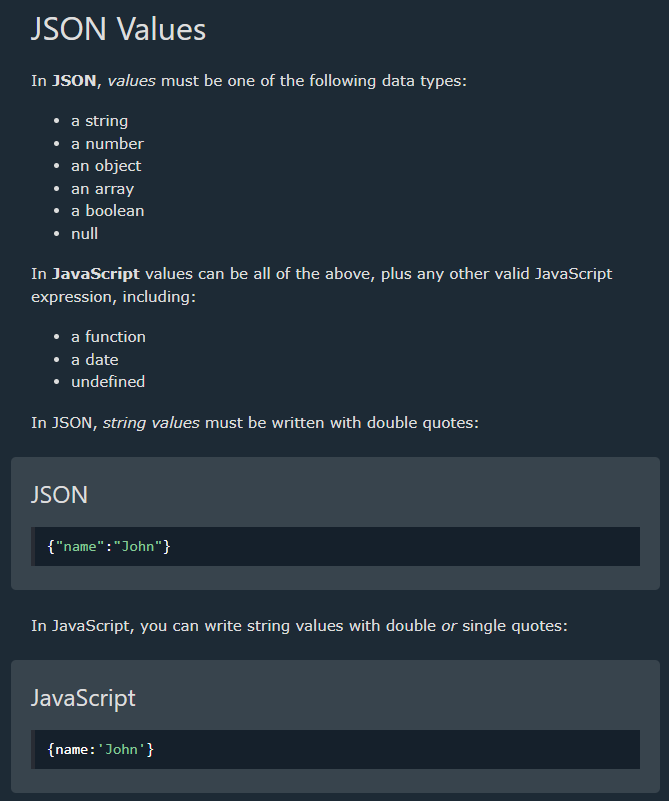 JSON Values
In JSON, values must be one of the following data types:
• a string
• a number
• an object
• an array
• a boolean
• null
In JavaScript values can be all of the above, plus any other valid JavaScript
expression, including:
• a function
• a date
• undefined
In JSON, string values must be written with double quotes:
JSON
{"name":"John"}
In JavaScript, you can write string values with double or single quotes:
JavaScript
{name:'John'}